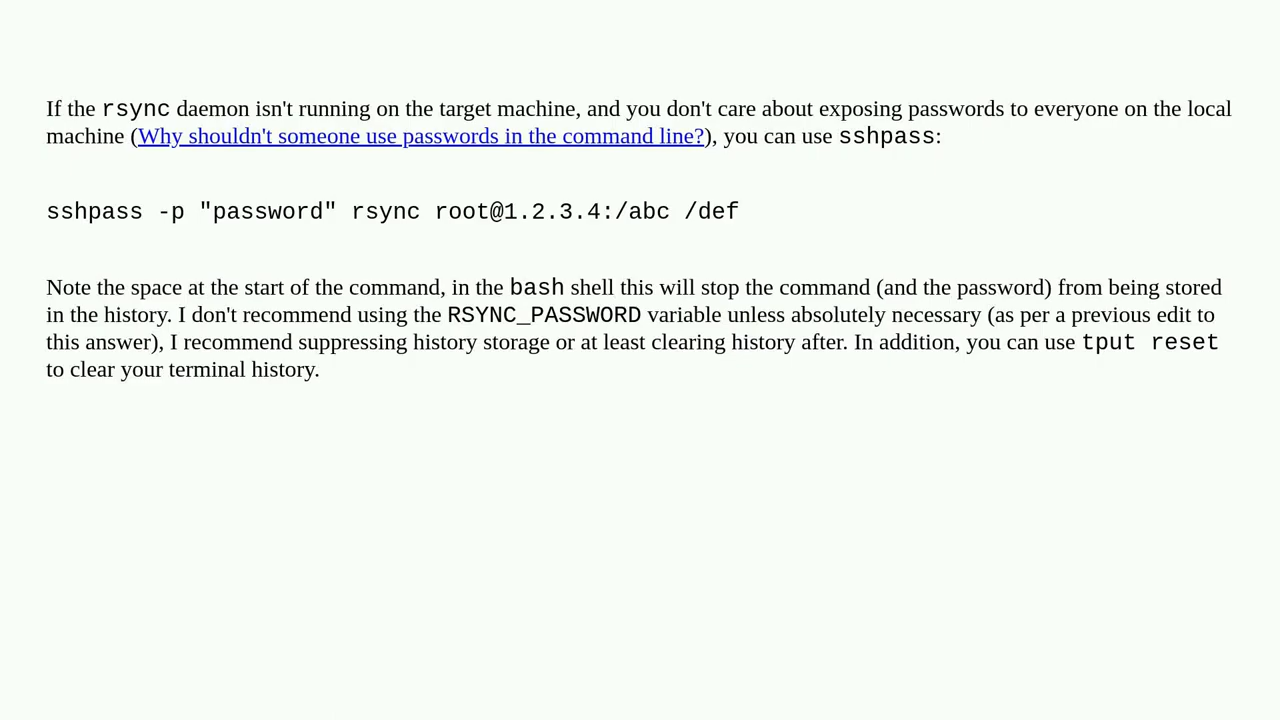 If the rsync daemon isn't running on the target machine, and you don't care about exposing passwords to everyone on the local
machine (Why shouldn't someone use passwords in the command line?), you can use sshpass:
sshpass -p "password" rsync root@1.2.3.4:/abc /def
Note the space at the start of the command, in the bash shell this will stop the command (and the password) from being stored
in the history. I don't recommend using the RSYNC_PASSWORD variable unless absolutely necessary (as per a previous edit to
this answer), I recommend suppressing history storage or at least clearing history after. In addition, you can use tput reset
to clear your terminal history.